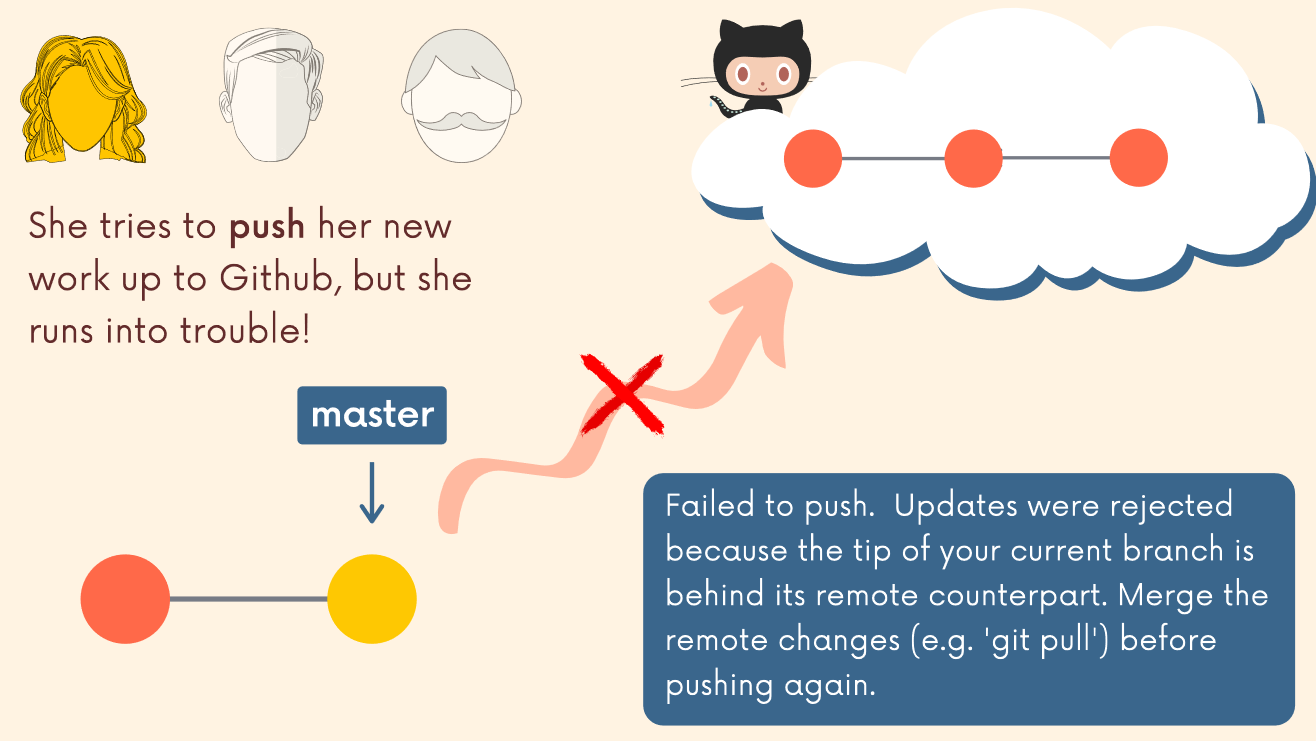 She tries to push her new
work up to Github, but she
runs into trouble!
master
Failed to push.  Updates were rejected
because the tip of your current branch is
behind its remote counterpart. Merge the
remote changes (e.g. 'git pull') before
pushing again.